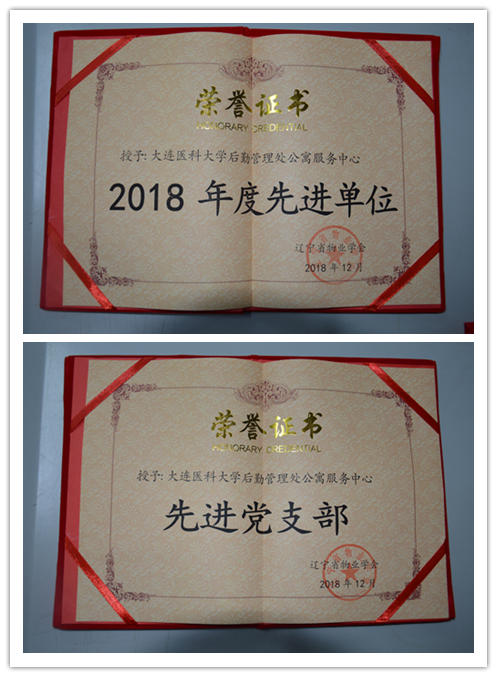 荣誉证书
HONORARY CREDENTIAL
授予:大连医科大学后勤管理处公寓服务中心
2018 年度先进单位
辽宁省物业学会
2018 年 12 月
荣誉证书
HONORARY CREDENTIAL
授予:大连医科大学后勤管理处公寓服务中心
先进党支部
辽宁省物业学会
2018 年 12 月